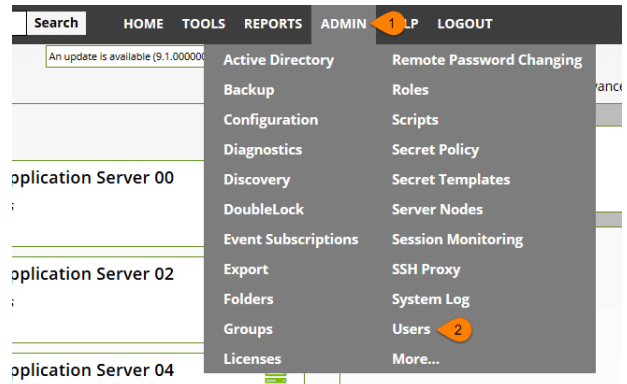 Search HOME TOOLS REPORTS ADMIN 1 LP LOGOUT
An update is available (9.1.00000
Active Directory
Backup
Configuration
Diagnostics
Discovery
DoubleLock
Event Subscriptions
Export
Folders
Groups
Licenses
Remote Password Changing
Roles
Scripts
Secret Policy
Secret Templates
Server Nodes
Session Monitoring
SSH Proxy
System Log
Users 2
More...
vance
pplication Server 00
pplication Server 02
pplication Server 04